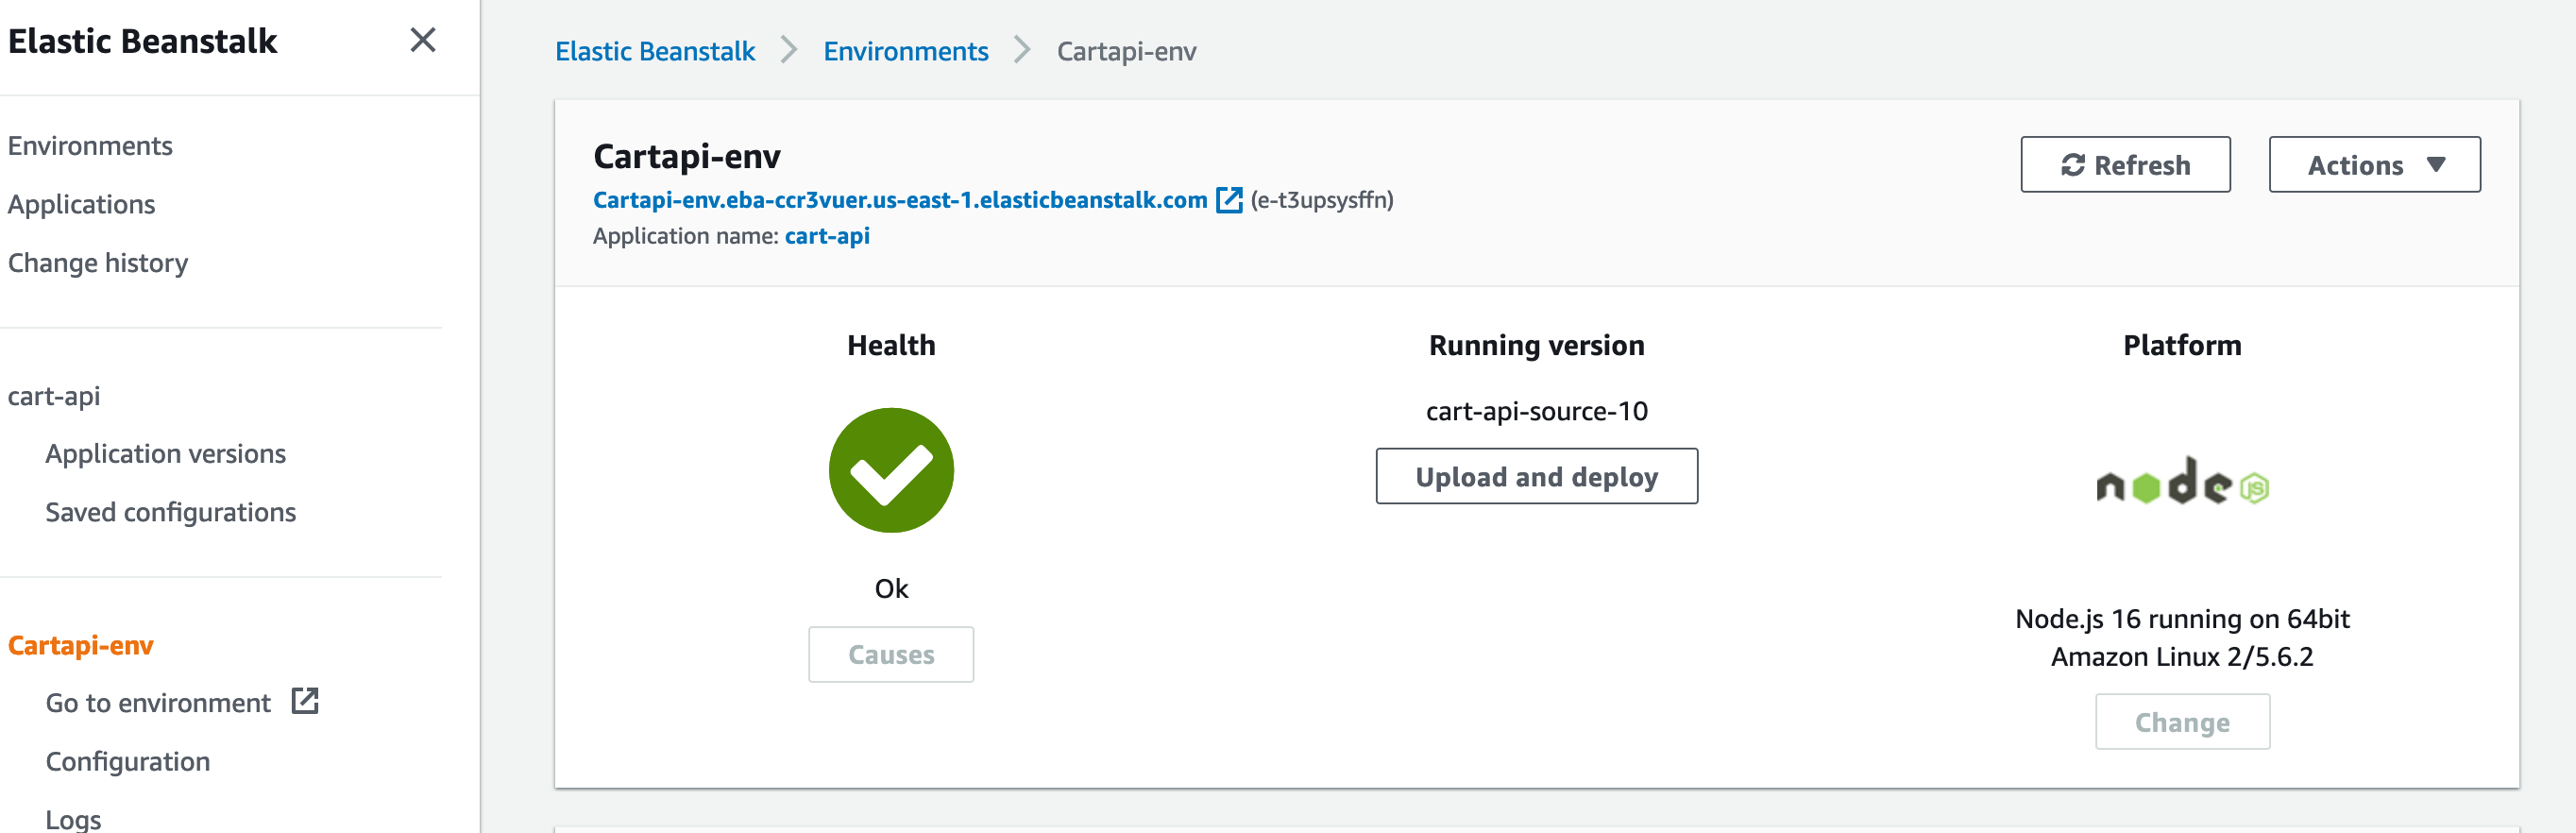 Elastic Beanstalk
Environments
Applications
Change history
cart-api
Application versions
Saved configurations
Cartapi-env
Go to environment
Configuration
Logs
Elastic Beanstalk > Environments > Cartapi-env
Cartapi-env
Cartapi-env.eba-ccr3vuer.us-east-1.elasticbeanstalk.com (e-t3upsysffn)
Application name: cart-api
Refresh
Actions
Health
Ok
Causes
Running version
cart-api-source-10
Upload and deploy
Platform
node JS
Node.js 16 running on 64bit
Amazon Linux 2/5.6.2
Change